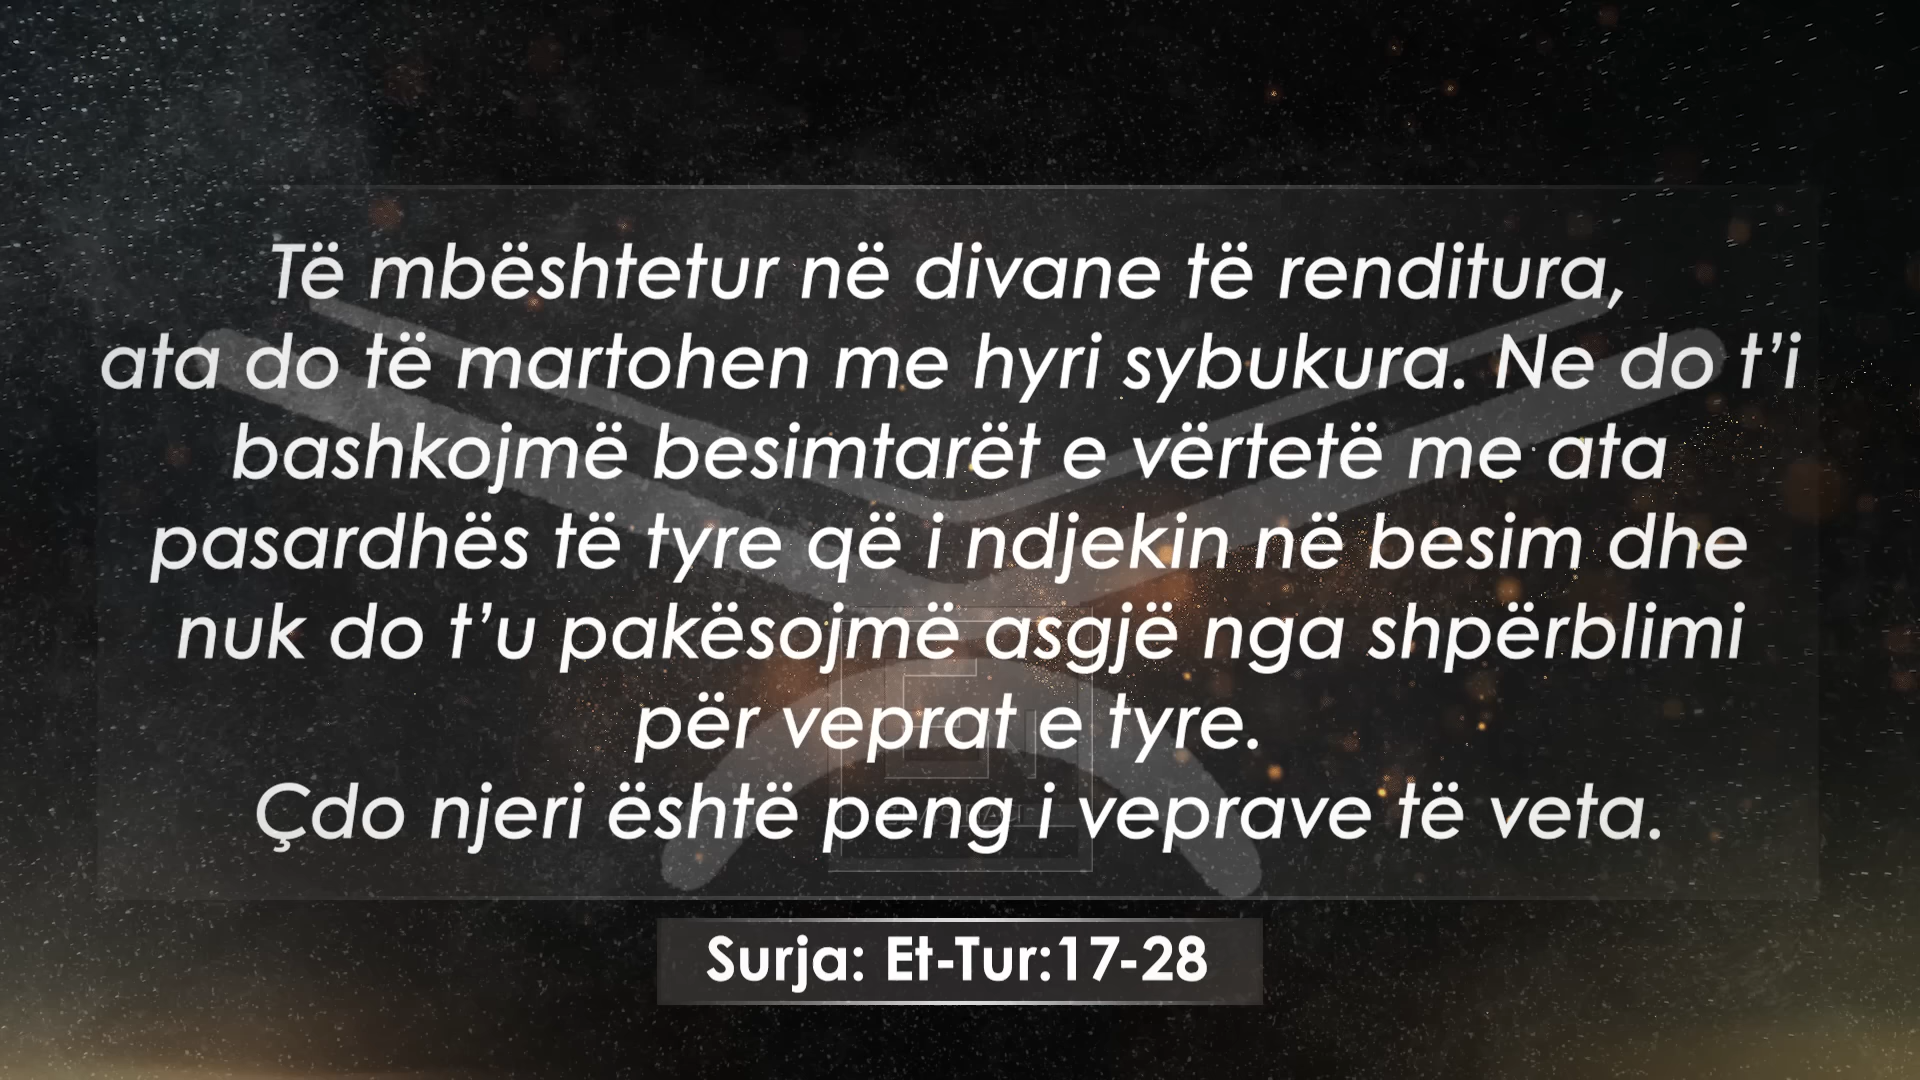 Të mbështetur në divane të renditura,
ata do të martohen me hyri sybukura. Ne do t’i
bashkojmë besimtarët e vërtetë me ata
pasardhës të tyre që i ndjekin në besim dhe
nuk do t’u pakësojmë asgjë nga shpërblimi
për veprat e tyre.
Çdo njeri është peng i veprave të veta.
Surja: Et-Tur:17-28